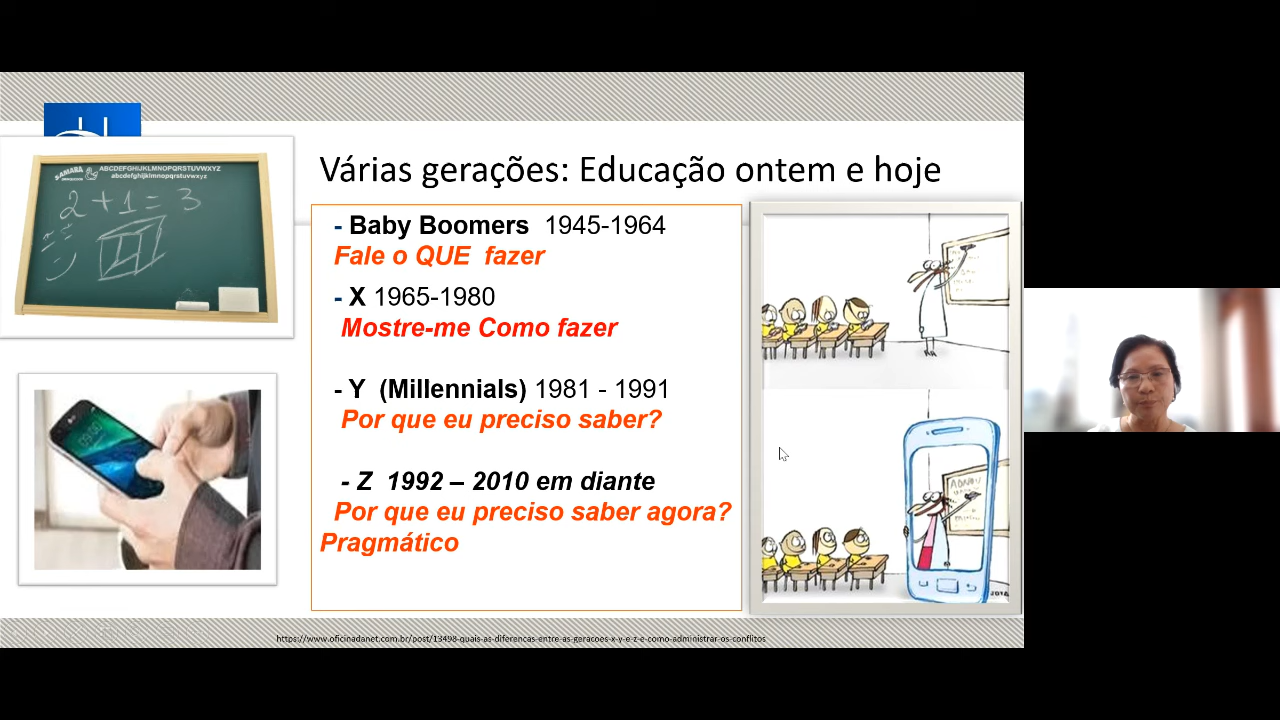 Várias gerações: Educação ontem e hoje
SAMARA
ABCDEFGHIJKLMNOPQRSTUVWXYZ
abcdefghijklmnopqrstuvwxyz
2 + 1 = 3
- Baby Boomers 1945-1964
Fale o QUE fazer
- X 1965-1980
Mostre-me Como fazer
- Y (Millennials) 1981 - 1991
Por que eu preciso saber?
- Z 1992 – 2010 em diante
Por que eu preciso saber agora?
Pragmático
https://www.oficinadanet.com.br/post/13498-quais-as-diferencas-entre-as-geracoes-x-y-e-z-e-como-administrar-os-conflitos